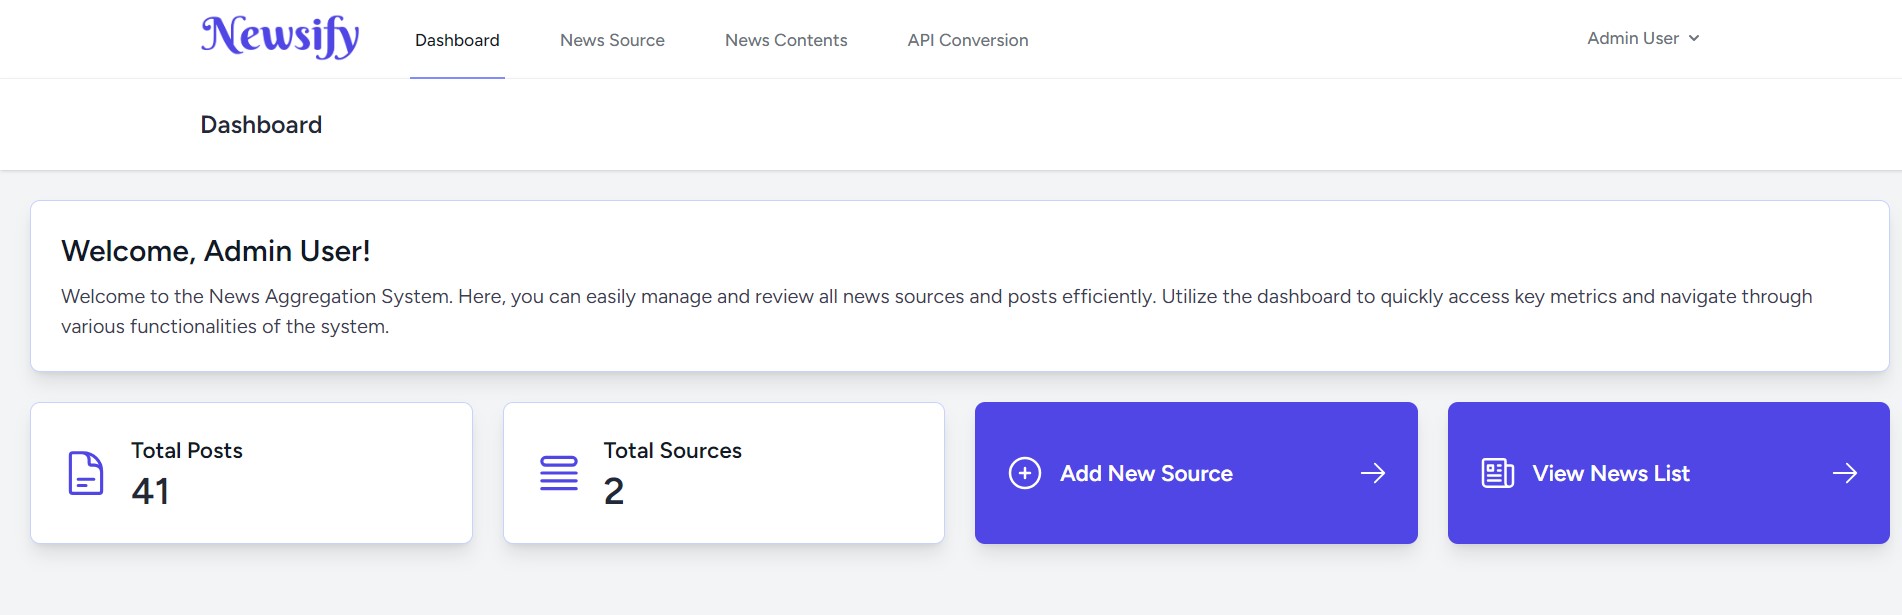 Newsify
Dashboard
News Source
News Contents
API Conversion
Admin User
Dashboard
Welcome, Admin User!
Welcome to the News Aggregation System. Here, you can easily manage and review all news sources and posts efficiently. Utilize the dashboard to quickly access key metrics and navigate through
various functionalities of the system.
Total Posts
41
Total Sources
2
Add New Source
View News List